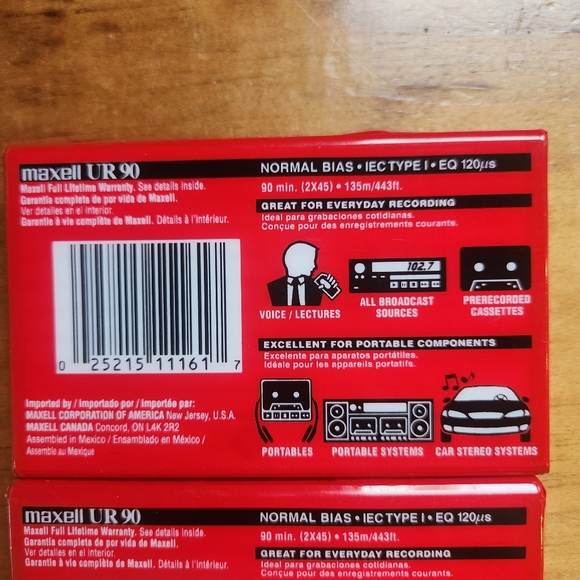 maxell UR 90
Maxell Full Lifetime Warranty. See details inside.
Garantía completa de por vida de Maxell.
Ver detalles en el interior.
Garantie à vie complète de Maxell. Détails à l'intérieur.
0 25215 11161 7
Imported by / Importado por / Importée par:
MAXELL CORPORATION OF AMERICA New Jersey, U.S.A.
MAXELL CANADA Concord, ON L4K 2R2
Assembled in Mexico / Ensamblado en México /
Assemblé au Mexique
NORMAL BIAS • IEC TYPE I • EQ 120µs
90 min. (2X45) • 135m/443ft.
GREAT FOR EVERYDAY RECORDING
Ideal para grabaciones cotidianas.
Conçue pour des enregistrements courants.
102.7
VOICE / LECTURES
ALL BROADCAST
SOURCES
PRERECORDED
CASSETTES
EXCELLENT FOR PORTABLE COMPONENTS
Excelente para aparatos portátiles.
Idéale pour les appareils portatifs.
PORTABLES
PORTABLE SYSTEMS
CAR STEREO SYSTEMS
maxell UR 90
Maxell Full Lifetime Warranty. See details inside.
Garantía completa de por vida de Maxell.
Ver detalles en el interior.
Garantie à vie complète de Maxell. Détails à l'intérieur.
NORMAL BIAS • IEC TYPE I • EQ 120µs
90 min. (2X45) • 135m/443ft.
GREAT FOR EVERYDAY RECORDING
Ideal para grabaciones cotidianas.
Conçue pour des enregistrements courants.